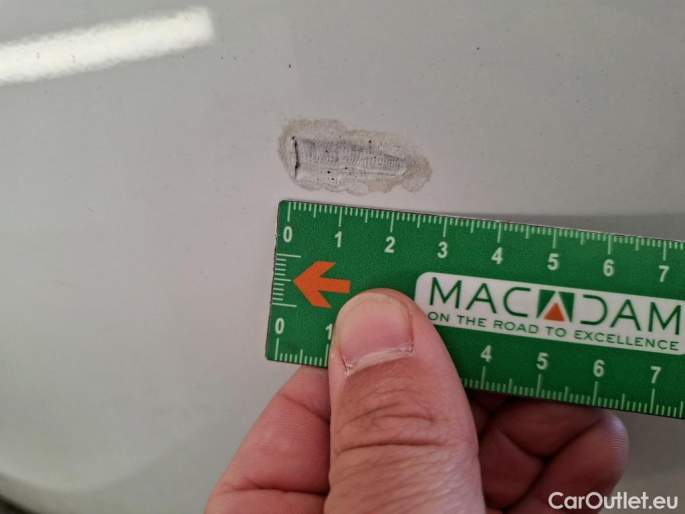 0 1 2 3 4 5 6 7
MACADAM
ON THE ROAD TO EXCELLENCE
0 1 4 5 6 7
CarOutlet.eu